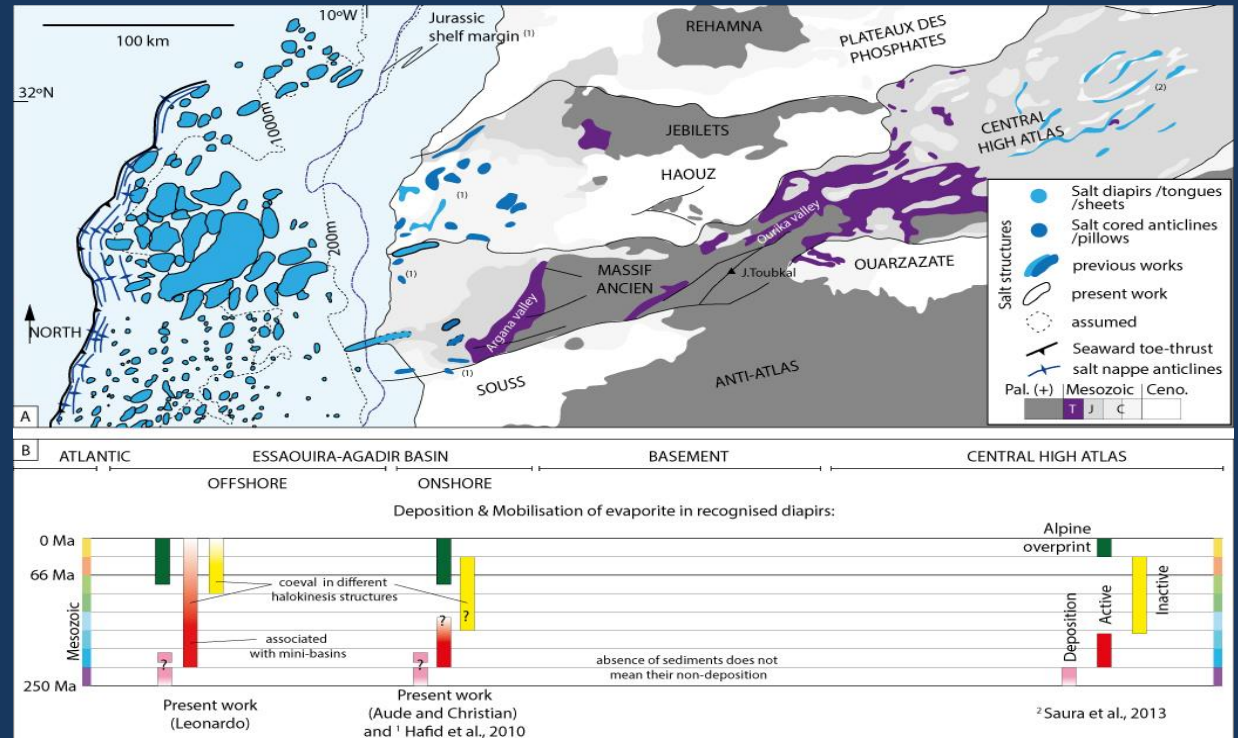 10ºW
100 km
Jurassic
shelf margin (1)
REHAMNA
PLATEAUX DES
PHOSPHATES
32ºN
1000m
JEBILETS
CENTRAL
HIGH ATLAS
(2)
HAOUZ
(1)
200m
Ourika valley
(1)
MASSIF
ANCIEN
J.Toubkal
OUARZAZATE
NORTH
Argana valley
(1)
SOUSS
ANTI-ATLAS
A
Salt structures
Salt diapirs /tongues
/sheets
Salt cored anticlines
/pillows
previous works
present work
assumed
Seaward toe-thrust
salt nappe anticlines
Pal. (+) Mesozoic Ceno.
T J C
B
ATLANTIC ESSAOUIRA-AGADIR BASIN BASEMENT CENTRAL HIGH ATLAS
OFFSHORE ONSHORE
Deposition & Mobilisation of evaporite in recognised diapirs:
0 Ma
66 Ma
Mesozoic
250 Ma
coeval in different
halokinesis structures
associated
with mini-basins
?
?
?
?
absence of sediments does not
mean their non-deposition
Alpine
overprint
Deposition
Active
Inactive
Present work
(Leonardo)
Present work
(Aude and Christian)
and ¹ Hafid et al., 2010
² Saura et al., 2013